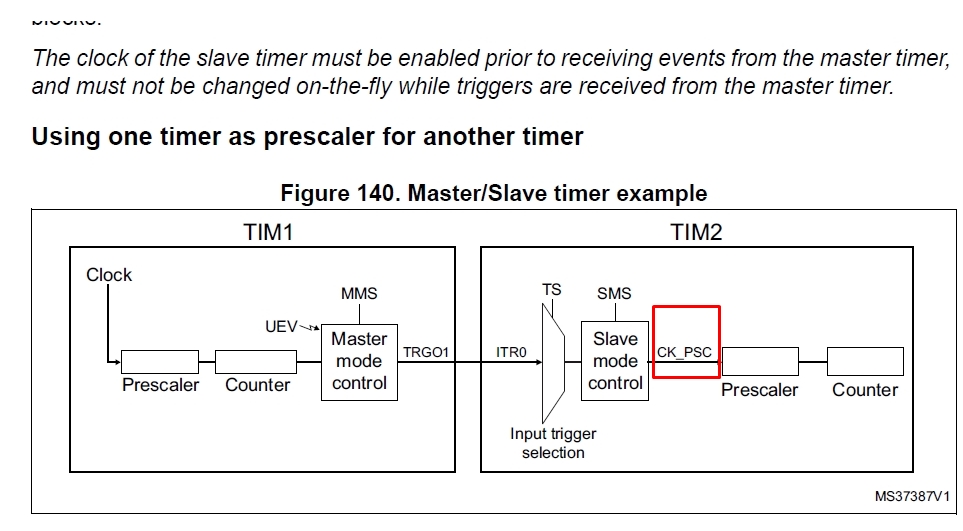 The clock of the slave timer must be enabled prior to receiving events from the master timer,
and must not be changed on-the-fly while triggers are received from the master timer.
Using one timer as prescaler for another timer
Figure 140. Master/Slave timer example
TIM1
TIM2
Clock
MMS
UEV
Master
mode
control
TRGO1
Prescaler
Counter
ITR0
TS
SMS
Slave
mode
control
CK_PSC
Prescaler
Counter
Input trigger
selection
MS37387V1